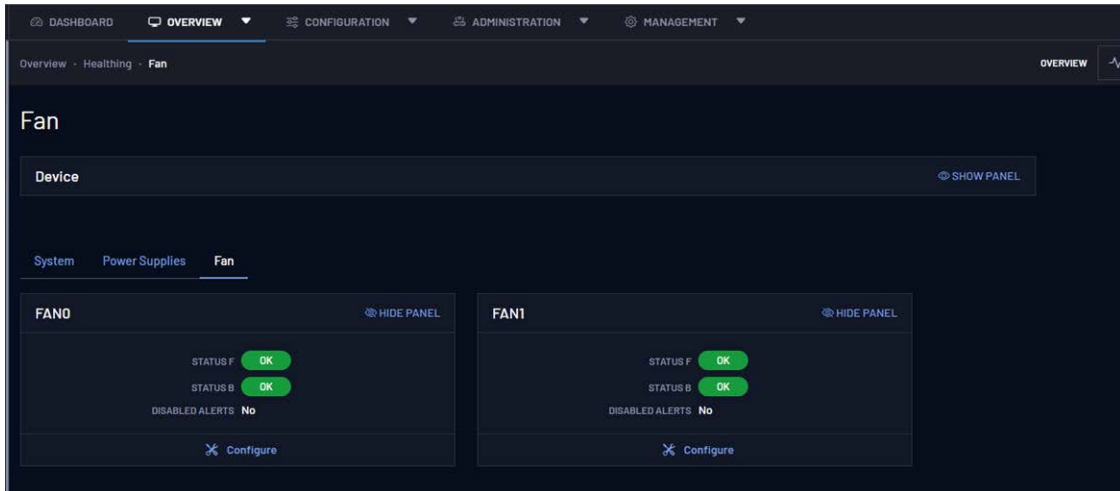 DASHBOARD OVERVIEW CONFIGURATION ADMINISTRATION MANAGEMENT
Overview · Healthing · Fan OVERVIEW
Fan
Device SHOW PANEL
System Power Supplies Fan
FAN0 HIDE PANEL
STATUS F OK
STATUS B OK
DISABLED ALERTS No
Configure
FAN1 HIDE PANEL
STATUS F OK
STATUS B OK
DISABLED ALERTS No
Configure